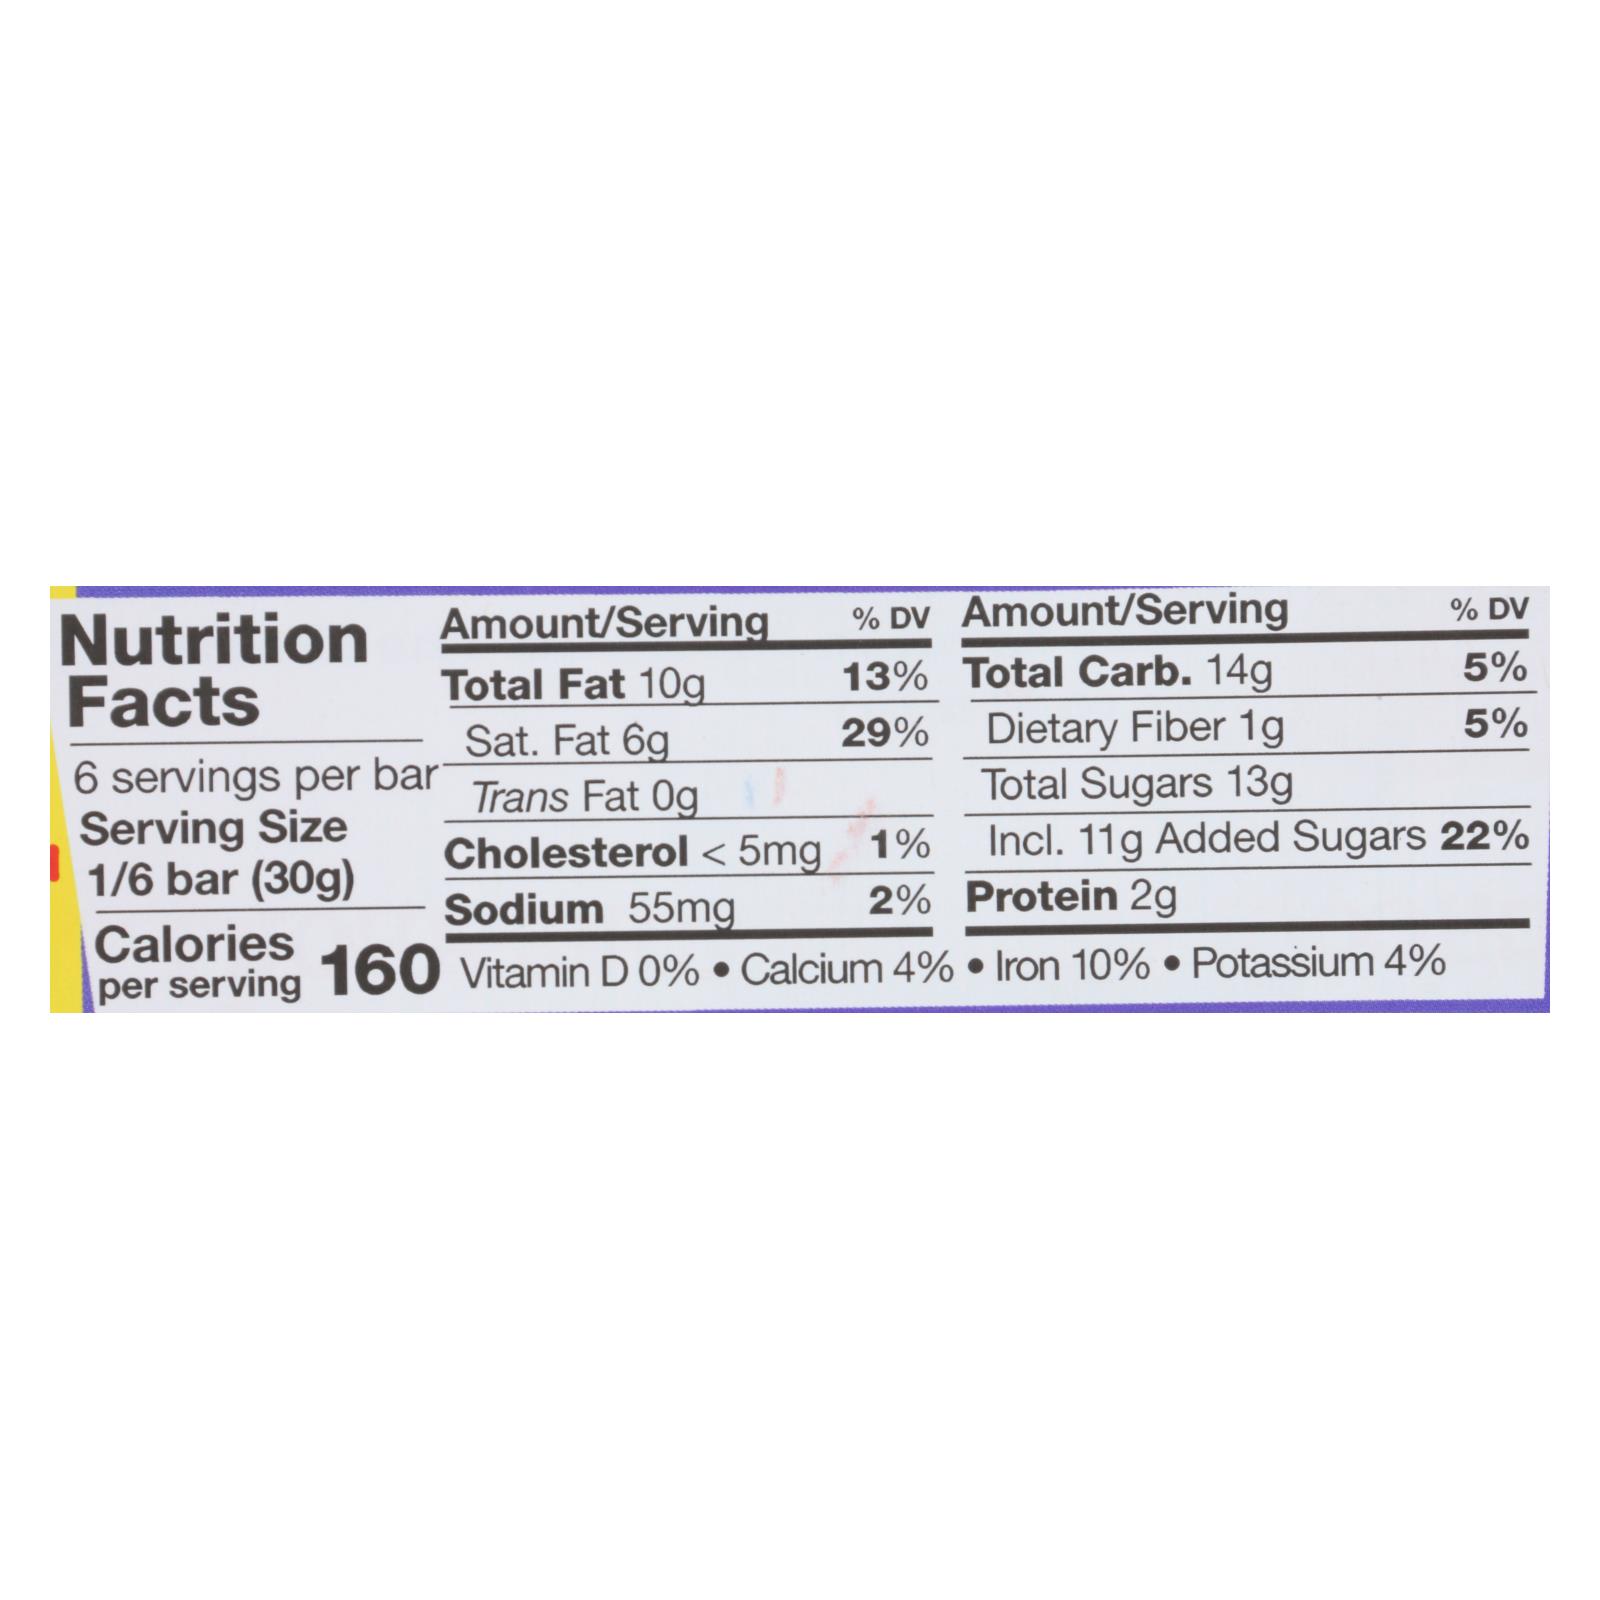 Nutrition
Facts
6 servings per bar
Serving Size
1/6 bar (30g)
Calories
per serving 160
Amount/Serving % DV
Total Fat 10g 13%
Sat. Fat 6g 29%
Trans Fat 0g
Cholesterol < 5mg 1%
Sodium 55mg 2%
Amount/Serving % DV
Total Carb. 14g 5%
Dietary Fiber 1g 5%
Total Sugars 13g
Incl. 11g Added Sugars 22%
Protein 2g
Vitamin D 0% • Calcium 4% • Iron 10% • Potassium 4%